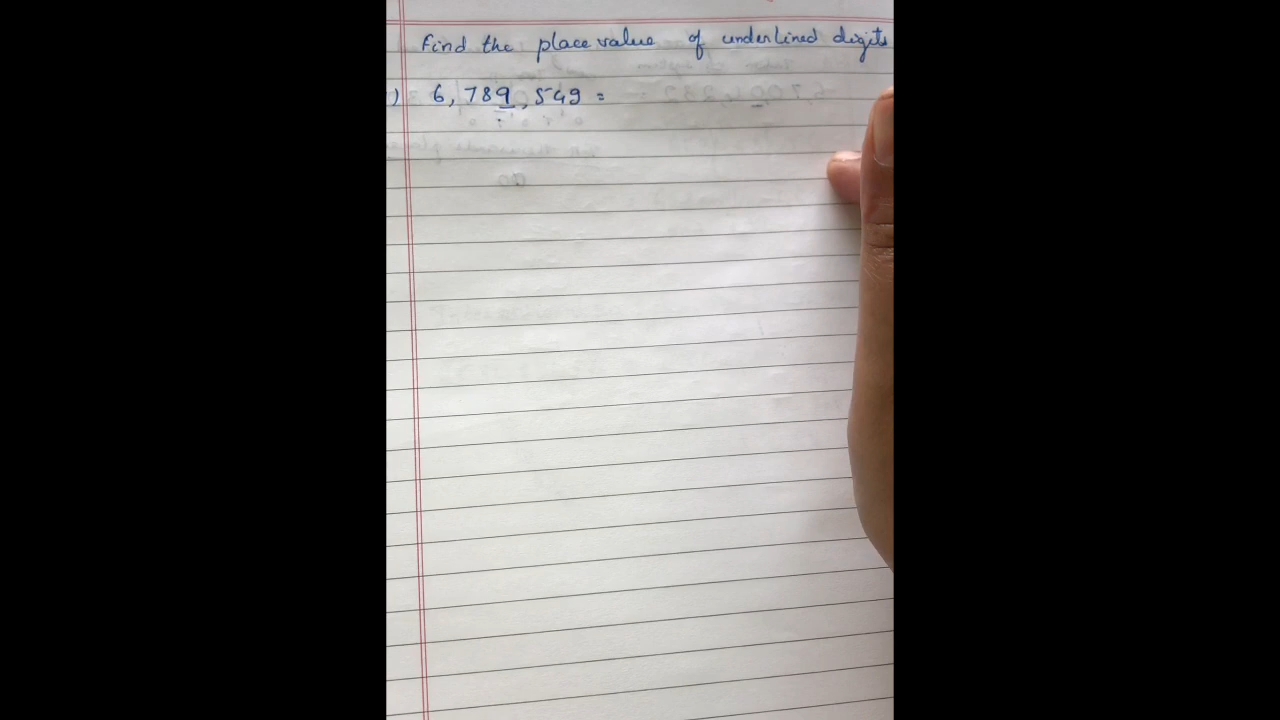 Find the place value of underlined digits
) 6,789,549 =